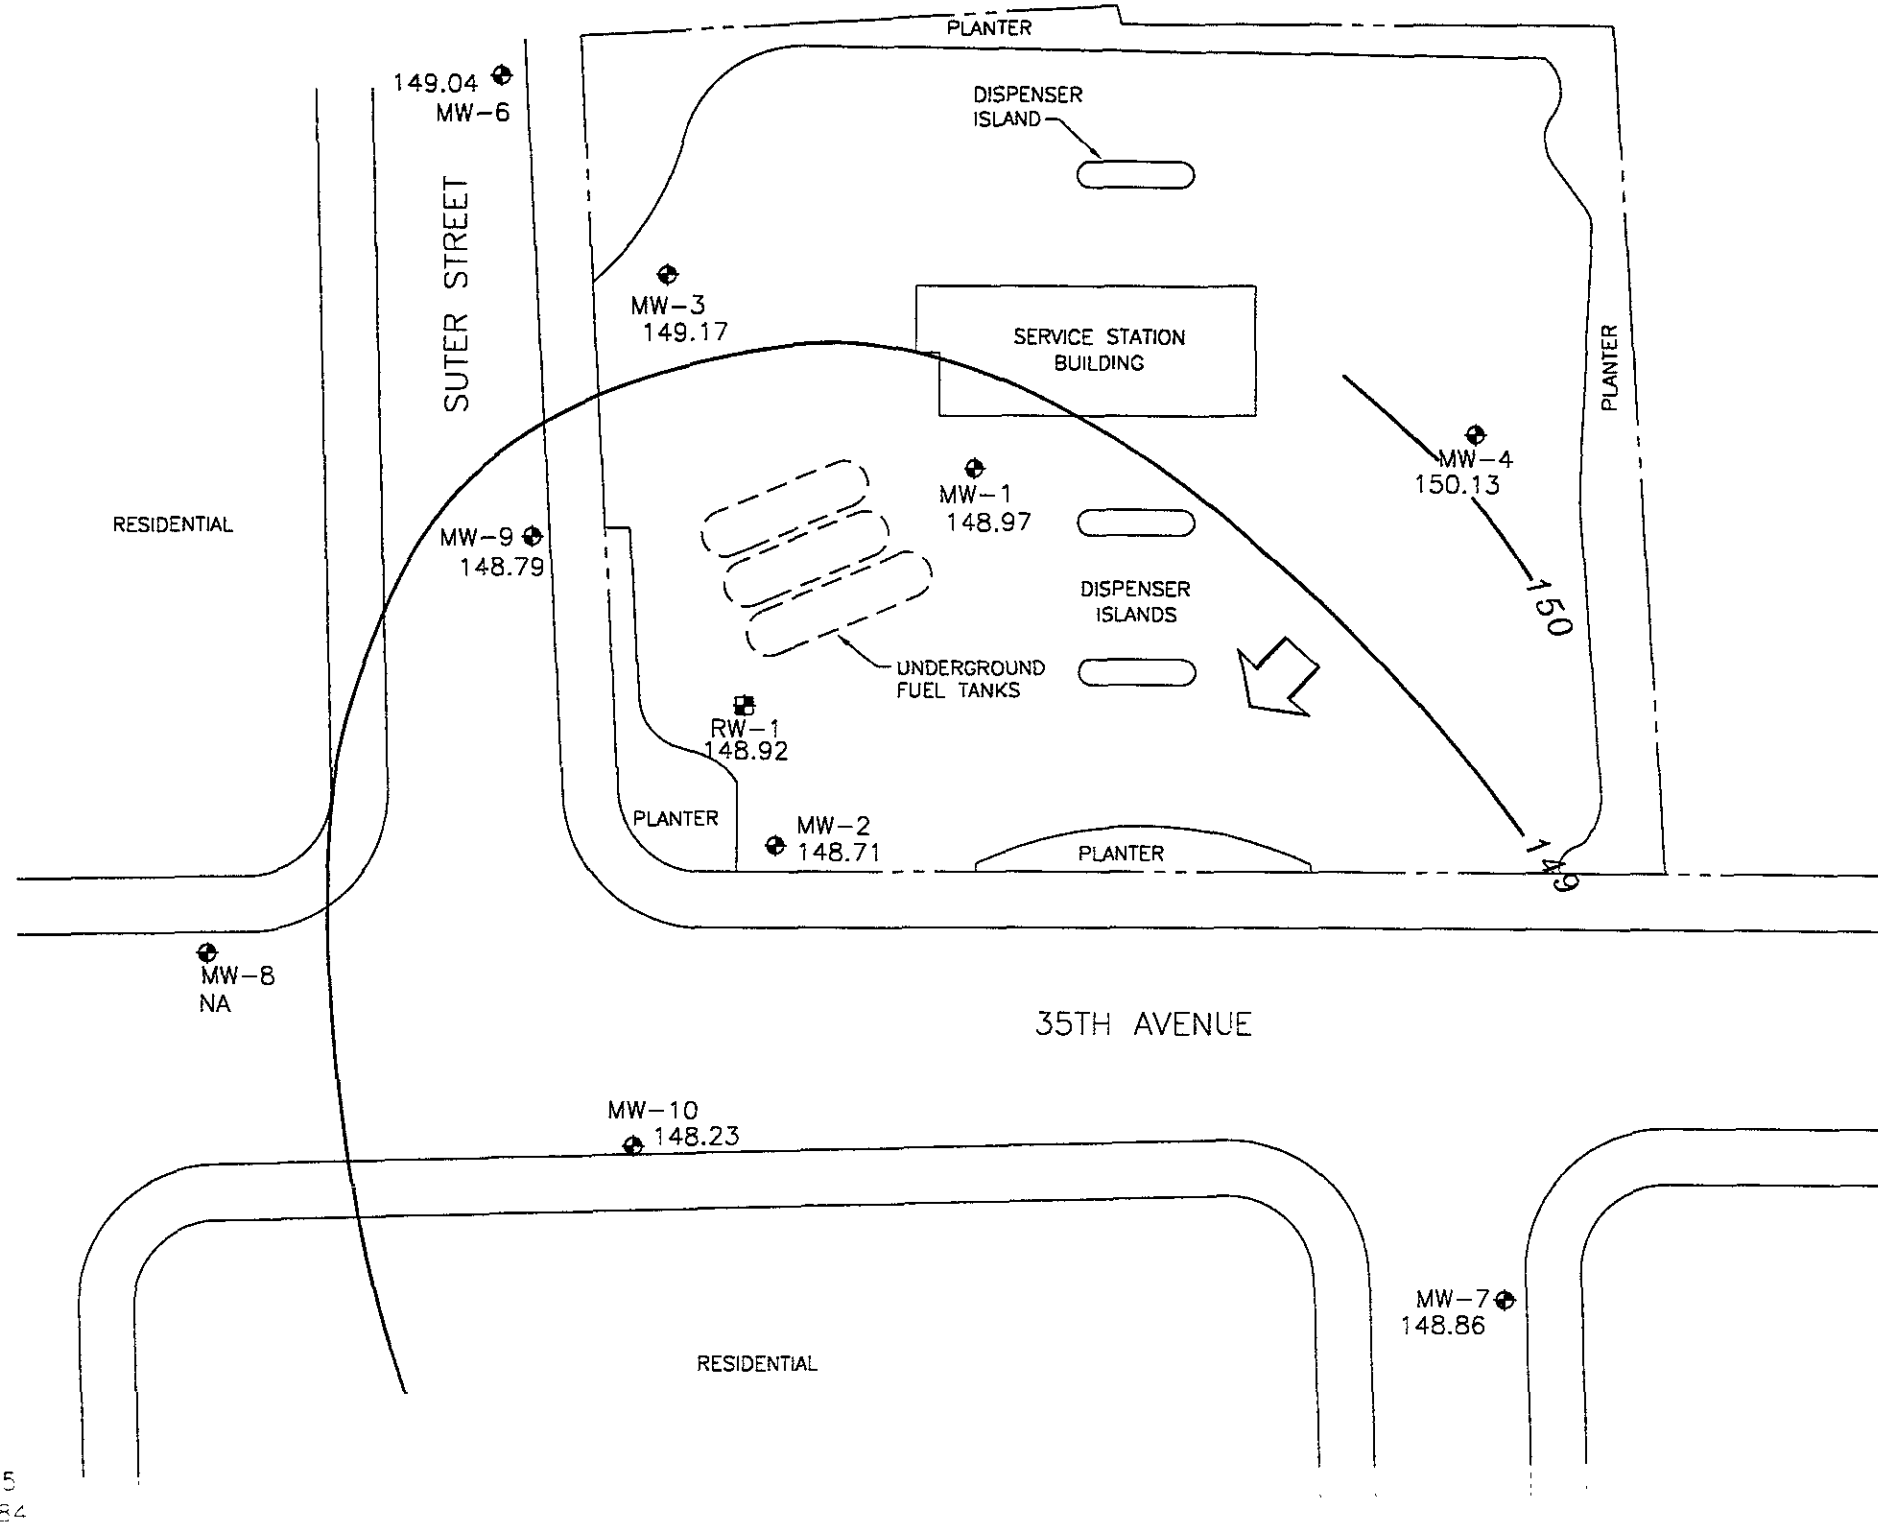 PLANTER
149.04
MW-6
DISPENSER
ISLAND
SUTER STREET
MW-3
149.17
SERVICE STATION
BUILDING
PLANTER
MW-4
150.13
MW-1
148.97
RESIDENTIAL
MW-9
148.79
DISPENSER
ISLANDS
150
UNDERGROUND
FUEL TANKS
RW-1
148.92
PLANTER
MW-2
148.71
PLANTER
149
MW-8
NA
35TH AVENUE
MW-10
148.23
MW-7
148.86
RESIDENTIAL
5
84